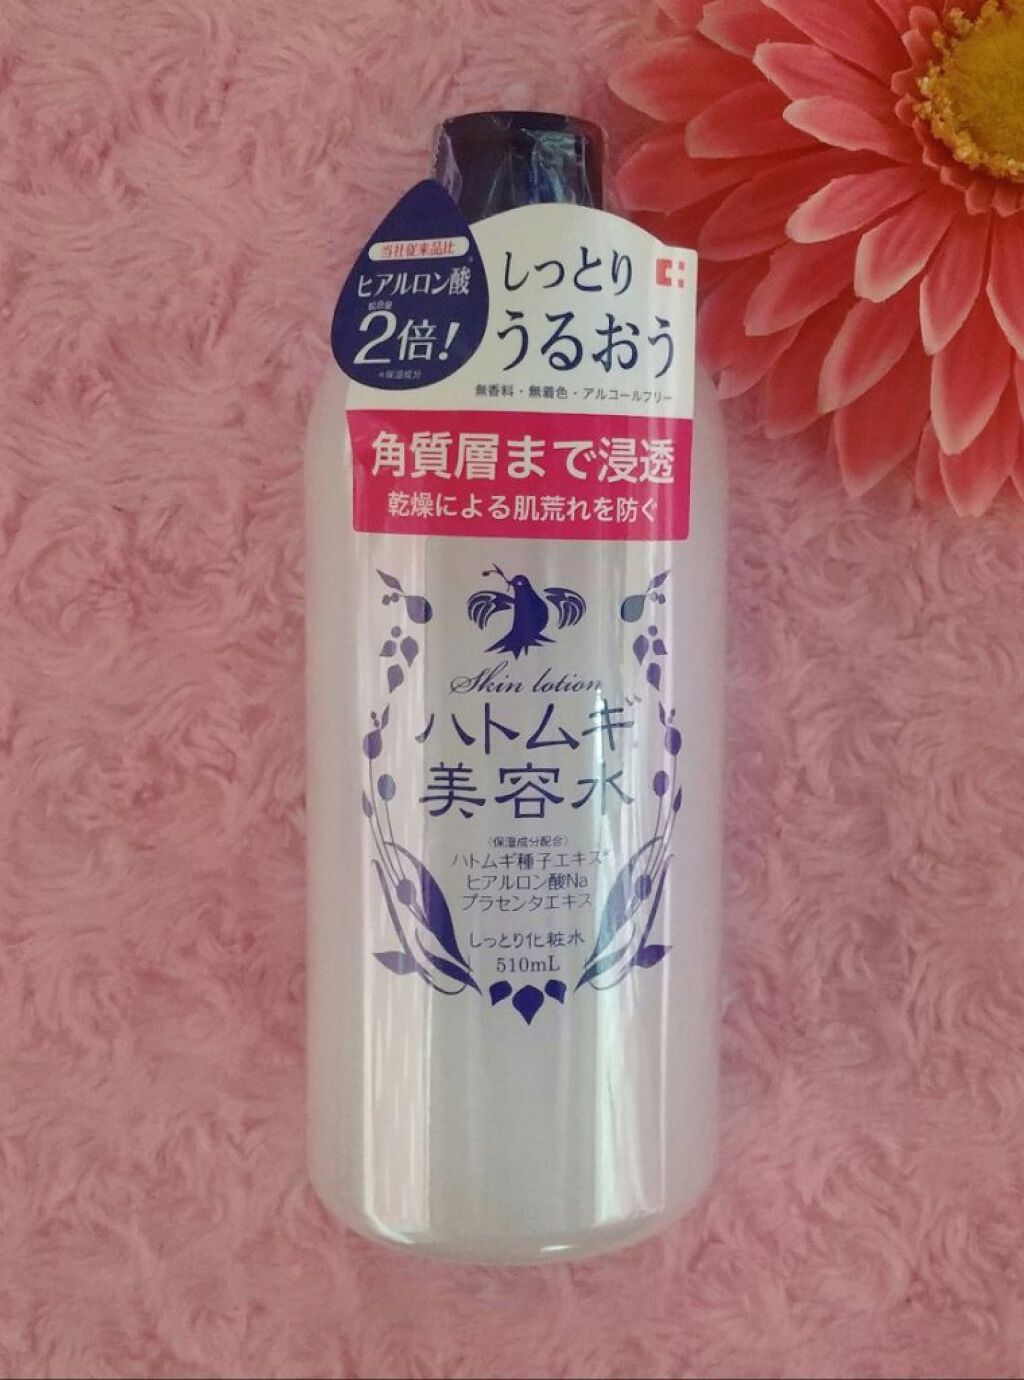 当社従来品比
ヒアルロン酸*
配合量
2倍!
*保湿成分
しっとり
うるおう
無香料・無着色・アルコールフリー
角質層まで浸透
乾燥による肌荒れを防ぐ
Skin lotion
ハトムギ
美容水
〈保湿成分配合〉
ハトムギ種子エキス*
ヒアルロン酸Na
プラセンタエキス
しっとり化粧水
510mL